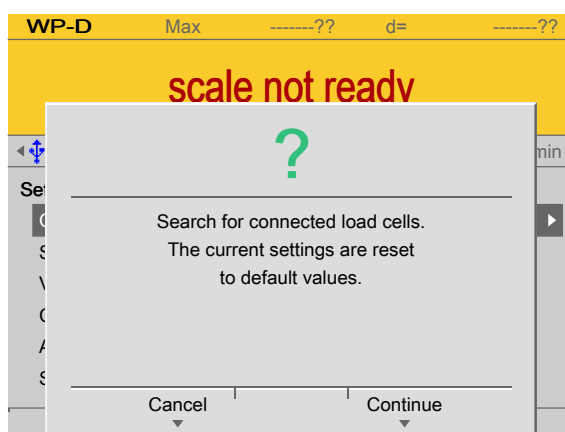 WP-D Max -------?? d= -------??
scale not ready
min
Set
Search for connected load cells.
The current settings are reset
to default values.
Cancel Continue